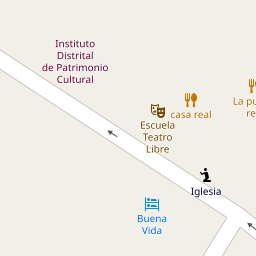 Instituto
Distrital
de Patrimonio
Cultural
casa real
La pu
re
Escuela
Teatro
Libre
Iglesia
Buena
Vida